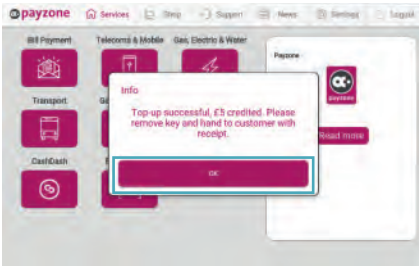 payzone Services Shop Support News Settings Logout
Bill Payment Telecoms & Mobile Gas, Electric & Water
Payzone
payzone
Info
Top-up successful, £5 credited. Please
remove key and hand to customer with
receipt.
Transport
Read more
CashDash
OK